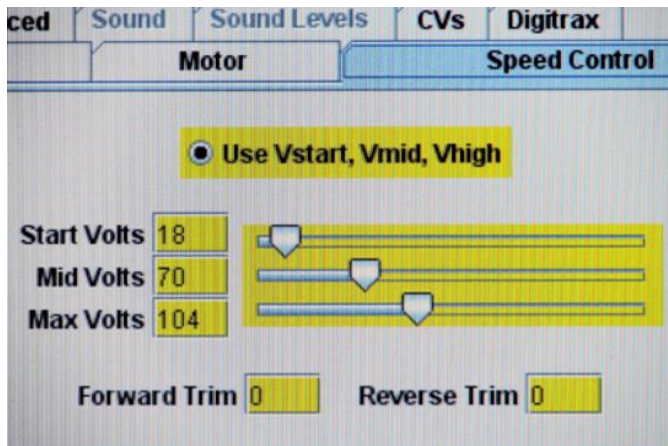 ced Sound Sound Levels CVs Digitrax
Motor Speed Control
Use Vstart, Vmid, Vhigh
Start Volts 18
Mid Volts 70
Max Volts 104
Forward Trim 0 Reverse Trim 0